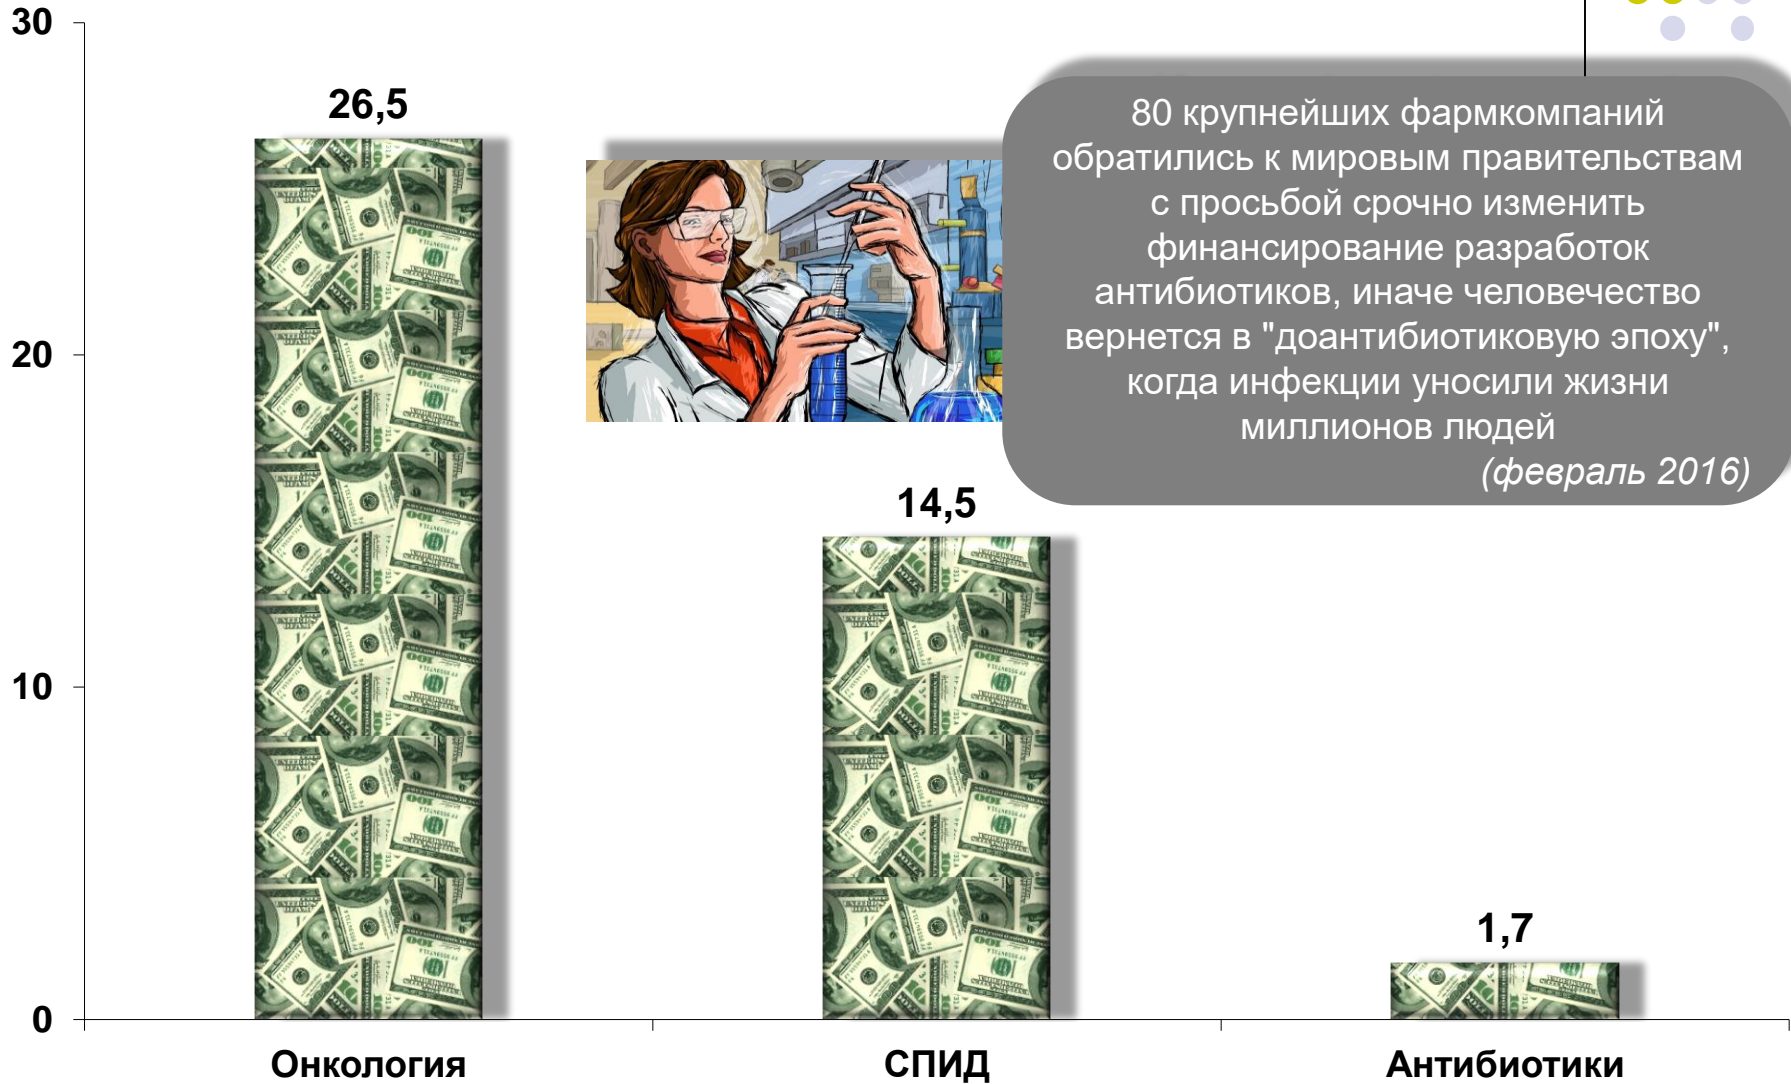 30
20
10
0
26,5
14,5
1,7
80 крупнейших фармкомпаний
обратились к мировым правительствам
с просьбой срочно изменить
финансирование разработок
антибиотиков, иначе человечество
вернется в "доантибиотиковую эпоху",
когда инфекции уносили жизни
миллионов людей
(февраль 2016)
Онкология
СПИД
Антибиотики